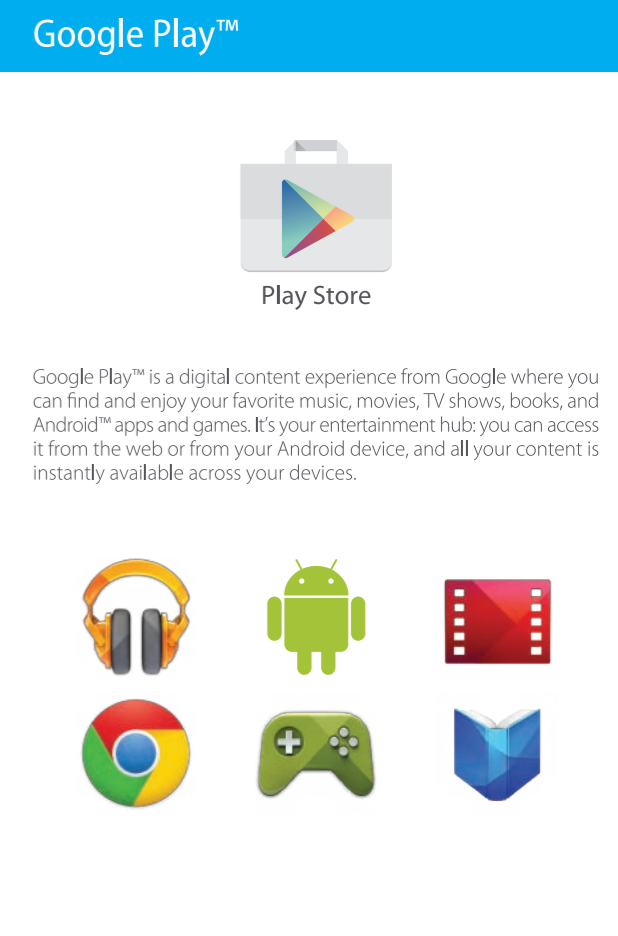 Google Play™
Play Store
Google Play™ is a digital content experience from Google where you
can find and enjoy your favorite music, movies, TV shows, books, and
Android™ apps and games. It's your entertainment hub: you can access
it from the web or from your Android device, and all your content is
instantly available across your devices.